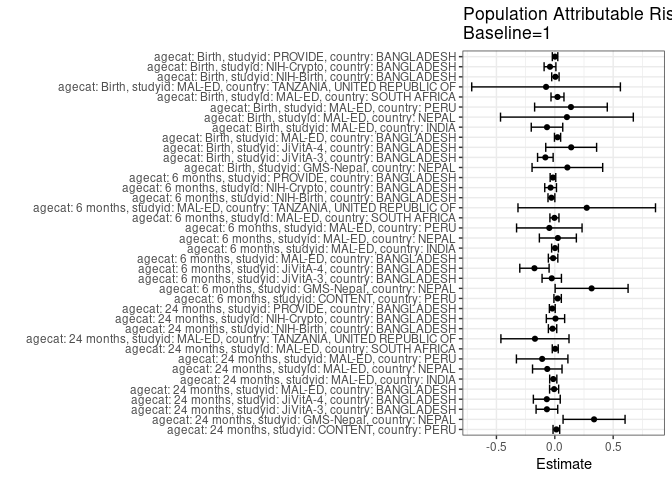 Population Attributable Ris
Baseline=1
agecat: Birth, studyid: PROVIDE, country: BANGLADESH
agecat: Birth, studyid: NIH-Crypto, country: BANGLADESH
agecat: Birth, studyid: NIH-Birth, country: BANGLADESH
agecat: Birth, studyid: MAL-ED, country: TANZANIA, UNITED REPUBLIC OF
agecat: Birth, studyid: MAL-ED, country: SOUTH AFRICA
agecat: Birth, studyid: MAL-ED, country: PERU
agecat: Birth, studyid: MAL-ED, country: NEPAL
agecat: Birth, studyid: MAL-ED, country: INDIA
agecat: Birth, studyid: MAL-ED, country: BANGLADESH
agecat: Birth, studyid: JiVitA-4, country: BANGLADESH
agecat: Birth, studyid: JiVitA-3, country: BANGLADESH
agecat: Birth, studyid: GMS-Nepal, country: NEPAL
agecat: 6 months, studyid: PROVIDE, country: BANGLADESH
agecat: 6 months, studyid: NIH-Crypto, country: BANGLADESH
agecat: 6 months, studyid: NIH-Birth, country: BANGLADESH
agecat: 6 months, studyid: MAL-ED, country: TANZANIA, UNITED REPUBLIC OF
agecat: 6 months, studyid: MAL-ED, country: SOUTH AFRICA
agecat: 6 months, studyid: MAL-ED, country: PERU
agecat: 6 months, studyid: MAL-ED, country: NEPAL
agecat: 6 months, studyid: MAL-ED, country: INDIA
agecat: 6 months, studyid: MAL-ED, country: BANGLADESH
agecat: 6 months, studyid: JiVitA-4, country: BANGLADESH
agecat: 6 months, studyid: JiVitA-3, country: BANGLADESH
agecat: 6 months, studyid: GMS-Nepal, country: NEPAL
agecat: 6 months, studyid: CONTENT, country: PERU
agecat: 24 months, studyid: PROVIDE, country: BANGLADESH
agecat: 24 months, studyid: NIH-Crypto, country: BANGLADESH
agecat: 24 months, studyid: NIH-Birth, country: BANGLADESH
agecat: 24 months, studyid: MAL-ED, country: TANZANIA, UNITED REPUBLIC OF
agecat: 24 months, studyid: MAL-ED, country: SOUTH AFRICA
agecat: 24 months, studyid: MAL-ED, country: PERU
agecat: 24 months, studyid: MAL-ED, country: NEPAL
agecat: 24 months, studyid: MAL-ED, country: INDIA
agecat: 24 months, studyid: MAL-ED, country: BANGLADESH
agecat: 24 months, studyid: JiVitA-4, country: BANGLADESH
agecat: 24 months, studyid: JiVitA-3, country: BANGLADESH
agecat: 24 months, studyid: GMS-Nepal, country: NEPAL
agecat: 24 months, studyid: CONTENT, country: PERU
-0.5 0.0 0.5
Estimate